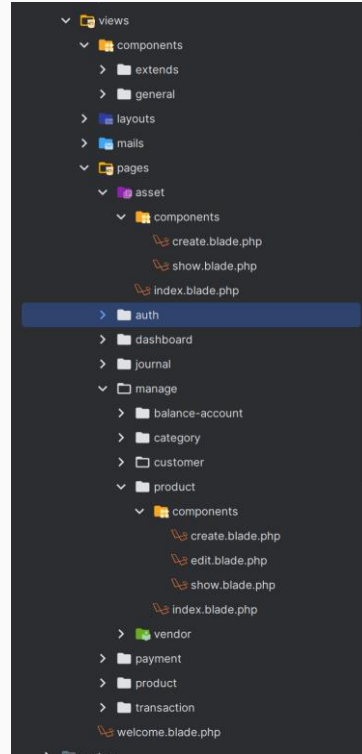 views
components
extends
general
layouts
mails
pages
asset
components
create.blade.php
show.blade.php
index.blade.php
auth
dashboard
journal
manage
balance-account
category
customer
product
components
create.blade.php
edit.blade.php
show.blade.php
index.blade.php
vendor
payment
product
transaction
welcome.blade.php